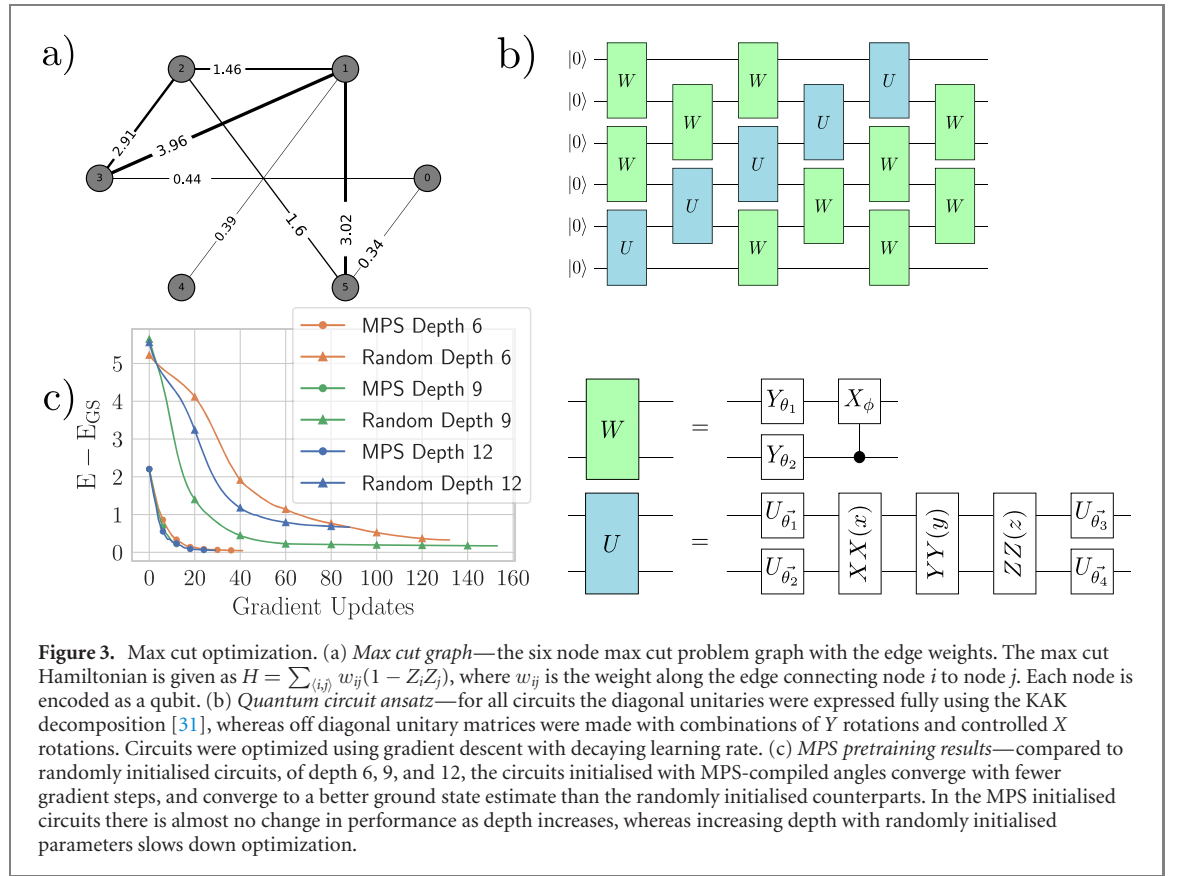 a)
2
1.46
1
2.91
3.96
3
0.44
0
0.39
1.6
3.02
0.34
4
5
b)
|0⟩ W W U
|0⟩ W U W
|0⟩ W U W
|0⟩ U W W
|0⟩ U W W
|0⟩
c)
MPS Depth 6
Random Depth 6
MPS Depth 9
Random Depth 9
MPS Depth 12
Random Depth 12
E − E_GS
5
4
3
2
1
0
0 20 40 60 80 100 120 140 160
Gradient Updates
W = Y_θ₁ X_ϕ
Y_θ₂
U = U_θ⃗₁ XX(x) YY(y) ZZ(z) U_θ⃗₃
U_θ⃗₂ U_θ⃗₄
Figure 3. Max cut optimization. (a) Max cut graph—the six node max cut problem graph with the edge weights. The max cut
Hamiltonian is given as H = ∑⟨i,j⟩ w_ij(1 − Z_iZ_j), where w_ij is the weight along the edge connecting node i to node j. Each node is
encoded as a qubit. (b) Quantum circuit ansatz—for all circuits the diagonal unitaries were expressed fully using the KAK
decomposition [31], whereas off diagonal unitary matrices were made with combinations of Y rotations and controlled X
rotations. Circuits were optimized using gradient descent with decaying learning rate. (c) MPS pretraining results—compared to
randomly initialised circuits, of depth 6, 9, and 12, the circuits initialised with MPS-compiled angles converge with fewer
gradient steps, and converge to a better ground state estimate than the randomly initialised counterparts. In the MPS initialised
circuits there is almost no change in performance as depth increases, whereas increasing depth with randomly initialised
parameters slows down optimization.